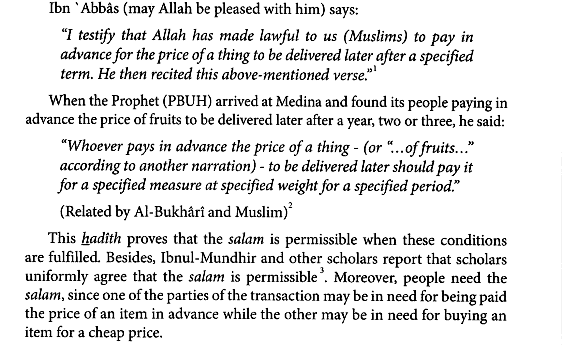 Ibn `Abbâs (may Allah be pleased with him) says:
“I testify that Allah has made lawful to us (Muslims) to pay in
advance for the price of a thing to be delivered later after a specified
term. He then recited this above-mentioned verse.”1
When the Prophet (PBUH) arrived at Medina and found its people paying in
advance the price of fruits to be delivered later after a year, two or three, he said:
“Whoever pays in advance the price of a thing - (or “...of fruits...”
according to another narration) - to be delivered later should pay it
for a specified measure at specified weight for a specified period.”
(Related by Al-Bukhârî and Muslim)2
This hadîth proves that the salam is permissible when these conditions
are fulfilled. Besides, Ibnul-Mundhir and other scholars report that scholars
uniformly agree that the salam is permissible3. Moreover, people need the
salam, since one of the parties of the transaction may be in need for being paid
the price of an item in advance while the other may be in need for buying an
item for a cheap price.